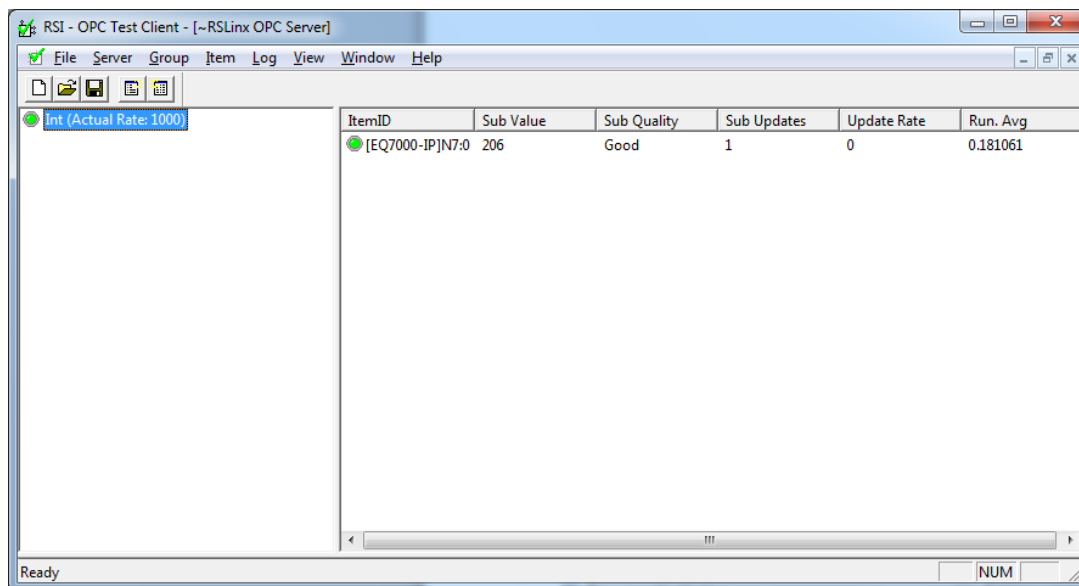 RSI - OPC Test Client - [~RSLinx OPC Server]
File Server Group Item Log View Window Help
Int (Actual Rate: 1000)
ItemID Sub Value Sub Quality Sub Updates Update Rate Run. Avg
[EQ7000-IP]N7:0 206 Good 1 0 0.181061
Ready NUM